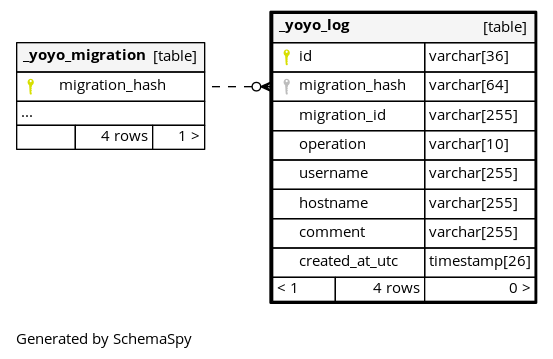 _yoyo_migration [table]
migration_hash
...
4 rows 1 >
_yoyo_log [table]
id varchar[36]
migration_hash varchar[64]
migration_id varchar[255]
operation varchar[10]
username varchar[255]
hostname varchar[255]
comment varchar[255]
created_at_utc timestamp[26]
< 1 4 rows 0 >
Generated by SchemaSpy